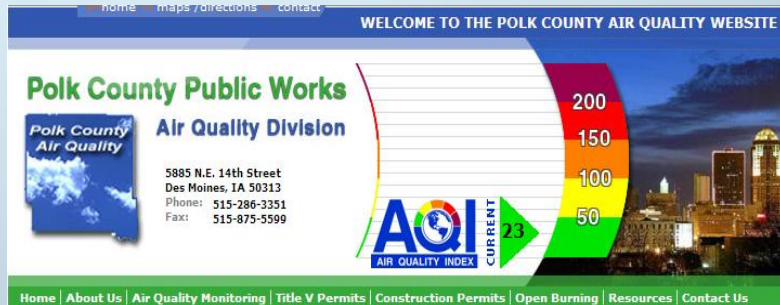 home maps /directions contact
WELCOME TO THE POLK COUNTY AIR QUALITY WEBSITE
Polk County Public Works
Air Quality Division
Polk County
Air Quality
5885 N.E. 14th Street
Des Moines, IA 50313
Phone: 515-286-3351
Fax: 515-875-5599
AQI
AIR QUALITY INDEX
CURRENT
23
200
150
100
50
Home | About Us | Air Quality Monitoring | Title V Permits | Construction Permits | Open Burning | Resources | Contact Us